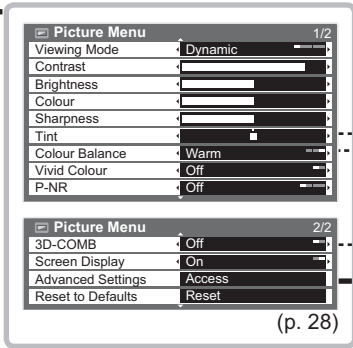 Picture Menu 1/2
Viewing Mode Dynamic
Contrast
Brightness
Colour
Sharpness
Tint
Colour Balance Warm
Vivid Colour Off
P-NR Off
Picture Menu 2/2
3D-COMB Off
Screen Display On
Advanced Settings Access
Reset to Defaults Reset
(p. 28)